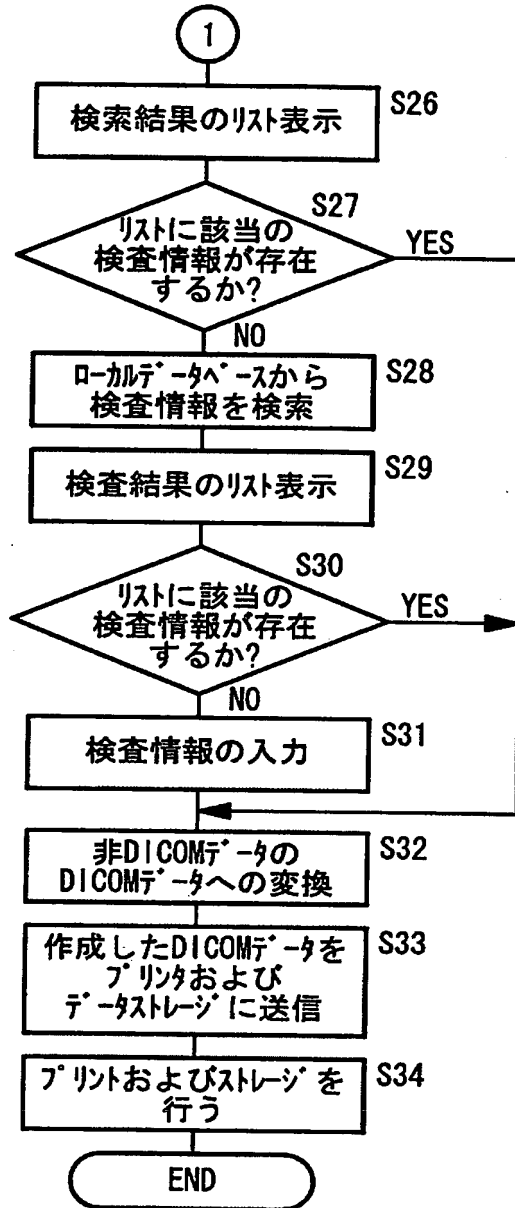 1
検索結果のリスト表示
S26
S27
リストに該当の
検査情報が存在
するか?
YES
NO
ローカルデータベースから
検査情報を検索
S28
検査結果のリスト表示
S29
S30
リストに該当の
検査情報が存在
するか?
YES
NO
検査情報の入力
S31
非DICOMデータの
DICOMデータへの変換
S32
作成したDICOMデータを
プリンタおよび
データストレージに送信
S33
プリントおよびストレージを
行う
S34
END